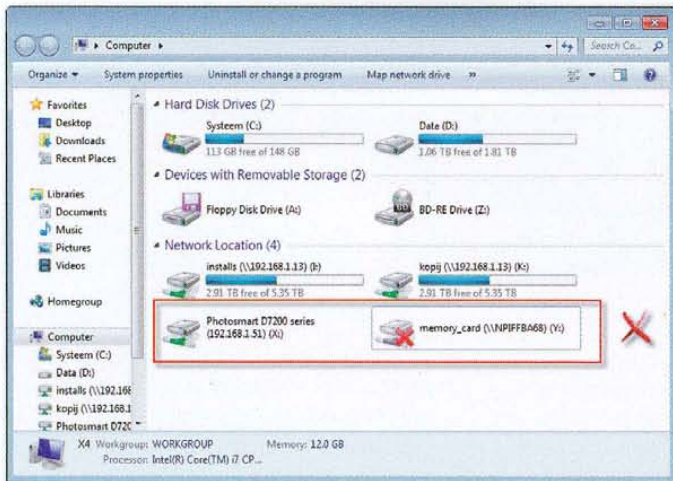 Computer
Search Co...
Organize
System properties
Uninstall or change a program
Map network drive
»
Favorites
Desktop
Downloads
Recent Places
Libraries
Documents
Music
Pictures
Videos
Homegroup
Computer
Systeem (C:)
Data (D:)
installs (\\192.168
kopij (\\192.168.1
Photosmart D720
Hard Disk Drives (2)
Systeem (C:)
113 GB free of 148 GB
Date (D:)
1.06 TB free of 1.81 TB
Devices with Removable Storage (2)
Floppy Disk Drive (A:)
BD-RE Drive (Z:)
Network Location (4)
installs (\\192.168.1.13) (I:)
2.91 TB free of 5.35 TB
kopij (\\192.168.1.13) (K:)
2.91 TB free of 5.35 TB
Photosmart D7200 series
(192.168.1.51) (X:)
memory_card (\\NPIFFBA68) (Y:)
X4 Workgroup: WORKGROUP Memory: 12.0 GB
Processor: Intel(R) Core(TM) i7 CP...